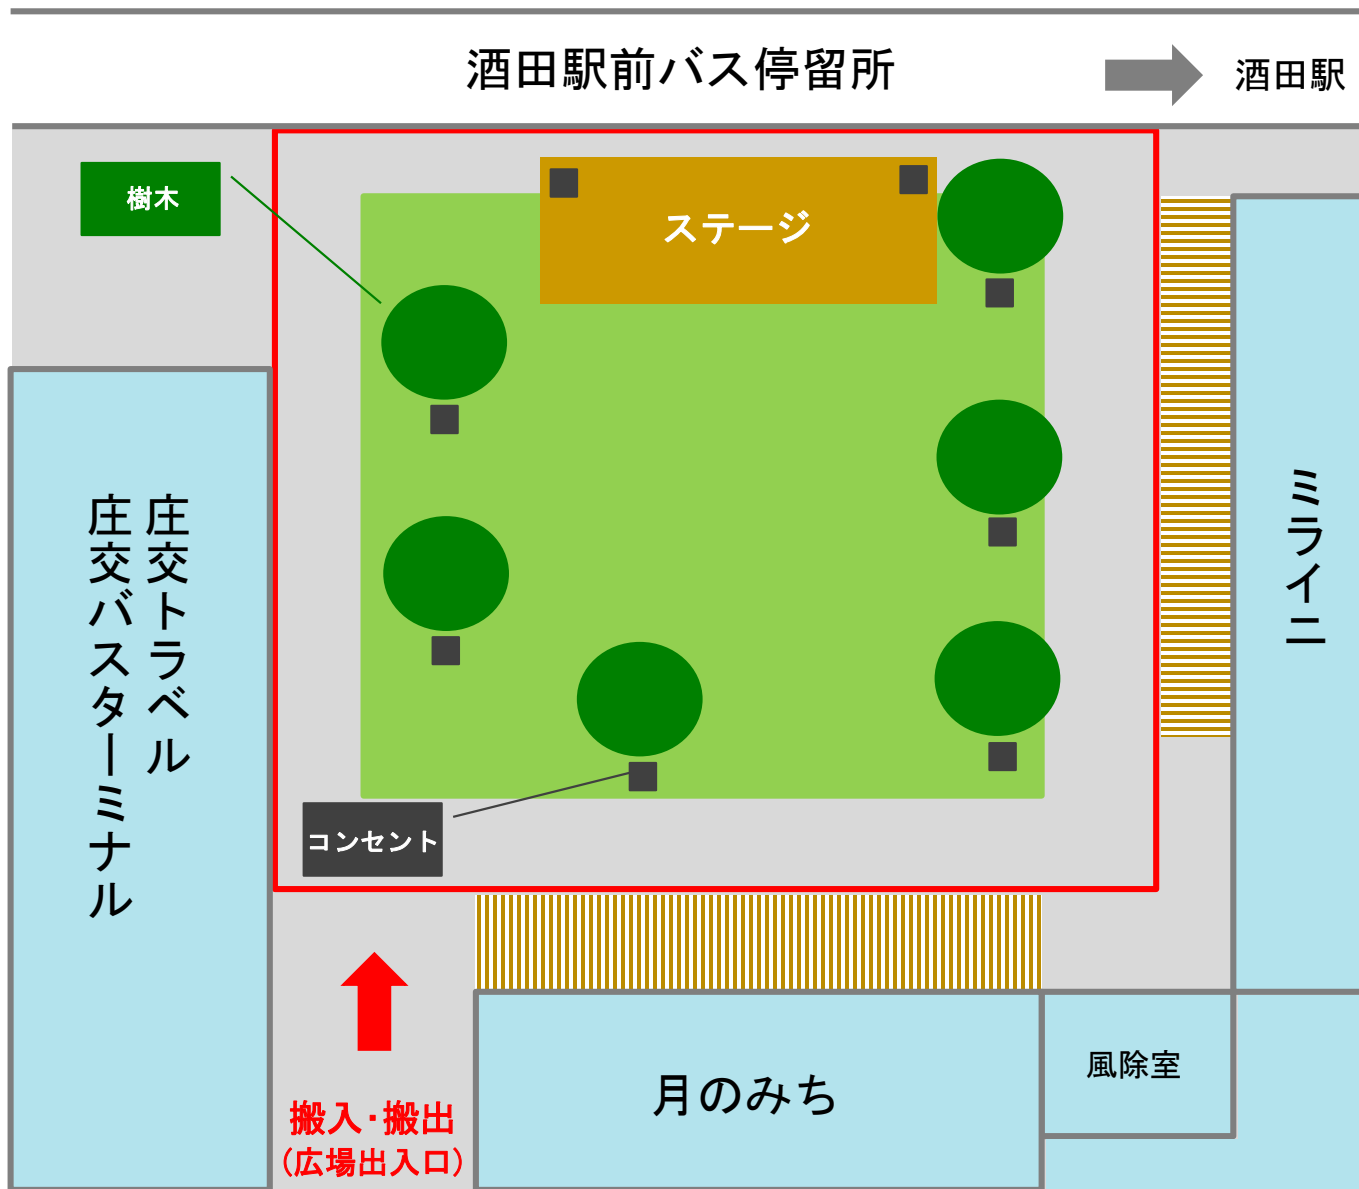 酒田駅前バス停留所
酒田駅
樹木
ステージ
庄交トラベル
庄交バスターミナル
ミライニ
コンセント
月のみち
風除室
搬入・搬出
(広場出入口)